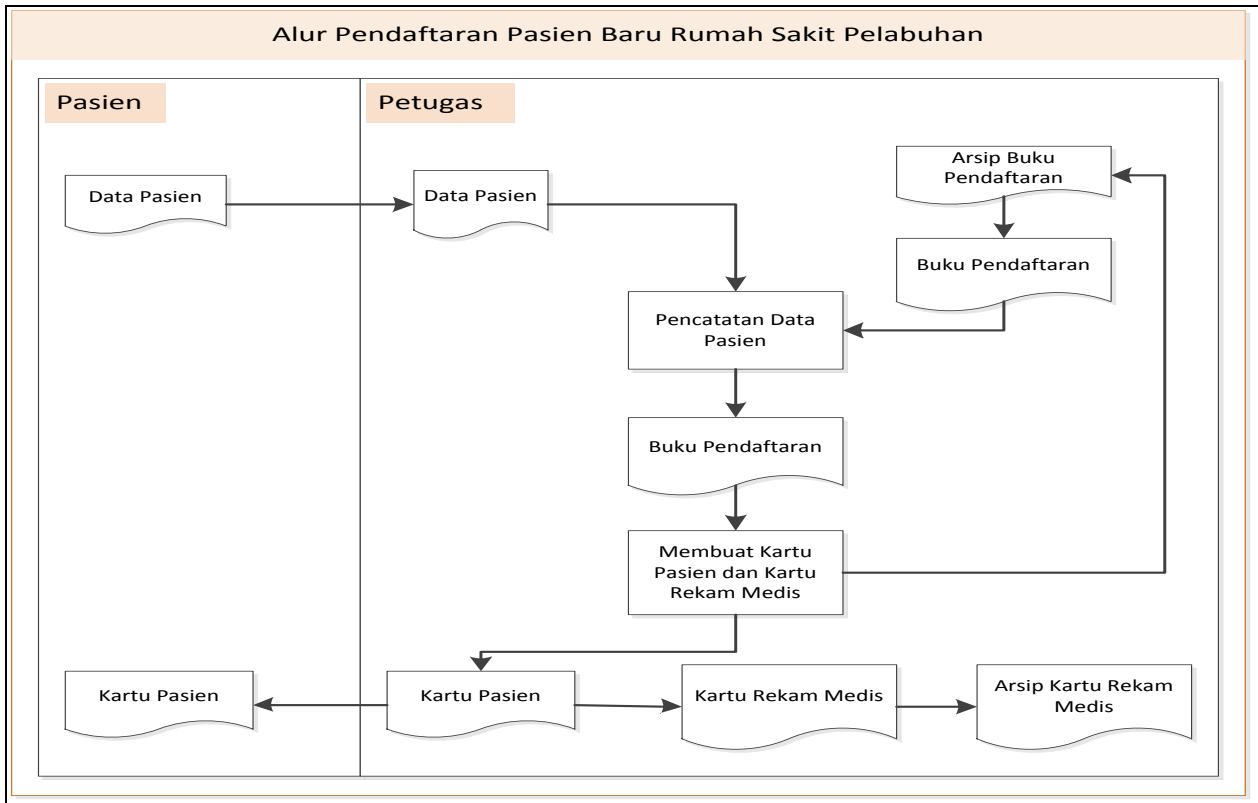 Alur Pendaftaran Pasien Baru Rumah Sakit Pelabuhan
Pasien
Petugas
Data Pasien
Data Pasien
Arsip Buku
Pendaftaran
Buku Pendaftaran
Pencatatan Data
Pasien
Buku Pendaftaran
Membuat Kartu
Pasien dan Kartu
Rekam Medis
Kartu Pasien
Kartu Pasien
Kartu Rekam Medis
Arsip Kartu Rekam
Medis